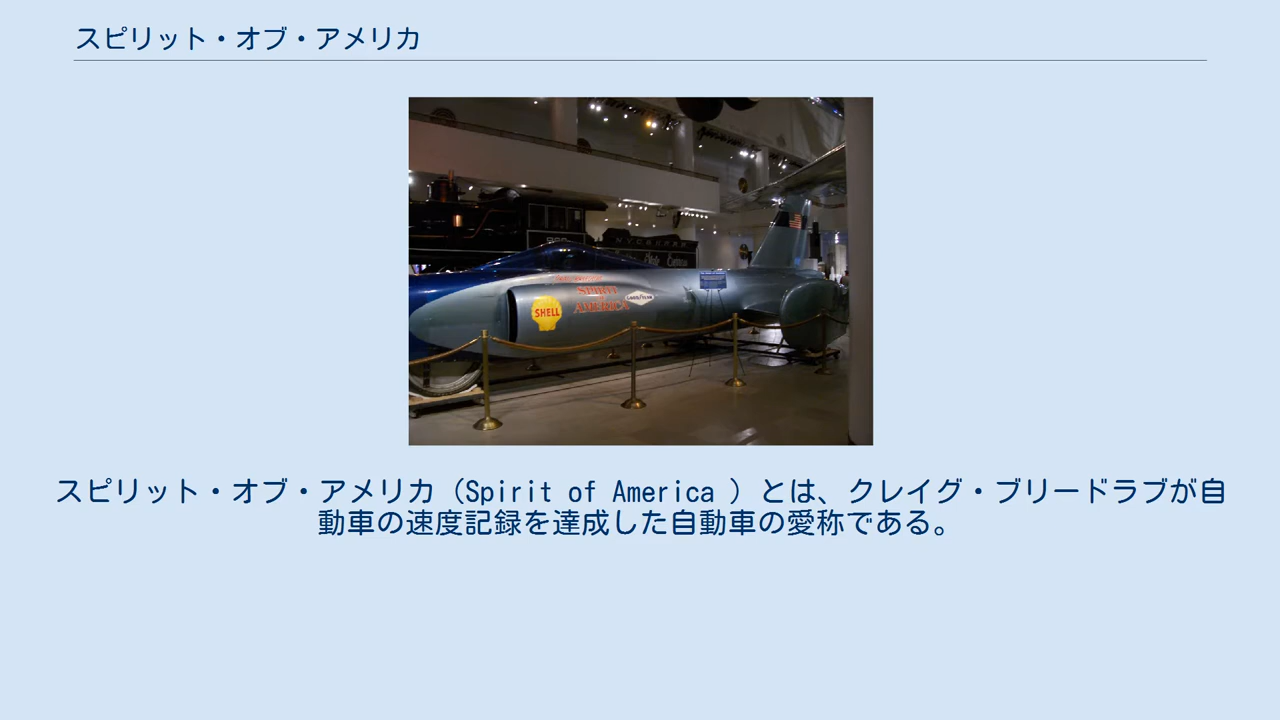 スピリット・オブ・アメリカ
SHELL
SPIRIT
AMERICA
GOODYEAR
スピリット・オブ・アメリカ（Spirit of America ）とは、クレイグ・ブリードラブが自
動車の速度記録を達成した自動車の愛称である。